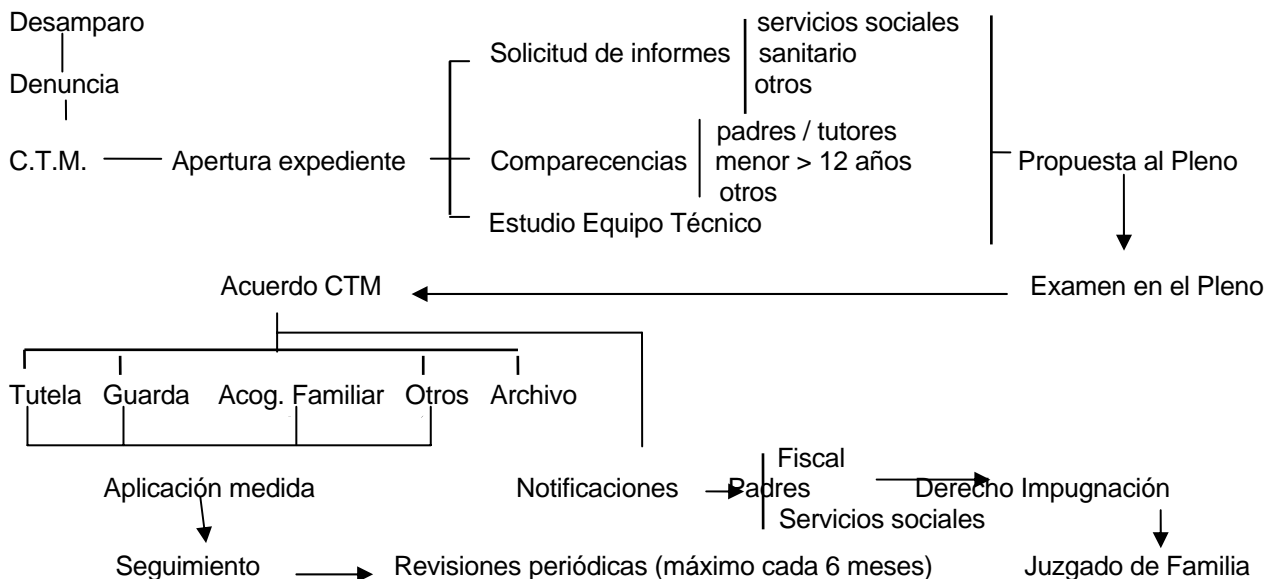 Desamparo
servicios sociales
Solicitud de informes
sanitario
Denuncia
otros
padres / tutores
C.T.M.
Apertura expediente
Comparecencias
menor > 12 años
Propuesta al Pleno
otros
Estudio Equipo Técnico
Acuerdo CTM
Examen en el Pleno
Tutela
Guarda
Acog. Familiar
Otros
Archivo
Fiscal
Aplicación medida
Notificaciones
Padres
Derecho Impugnación
Servicios sociales
Seguimiento
Revisiones periódicas (máximo cada 6 meses)
Juzgado de Familia